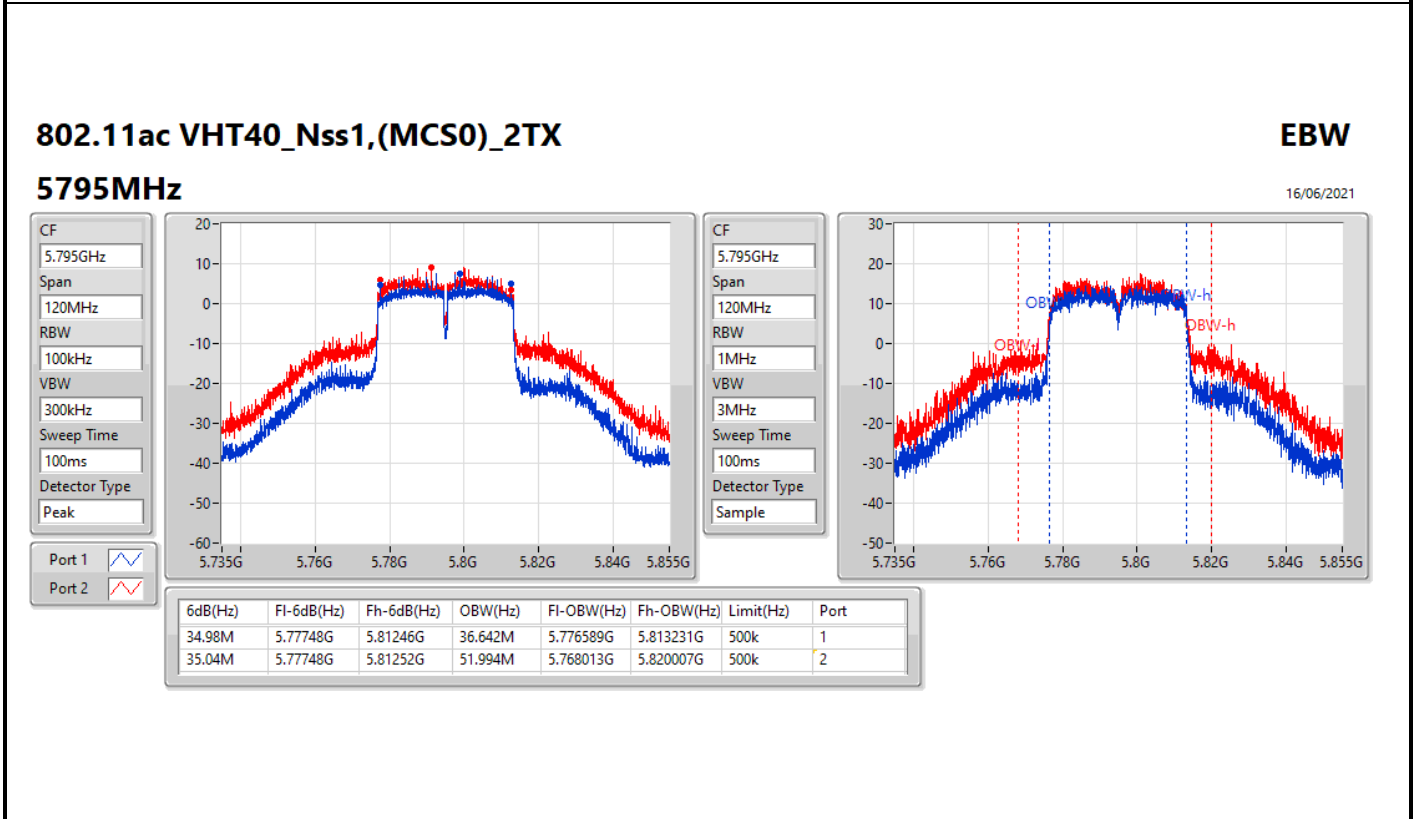 802.11ac VHT40_Nss1,(MCS0)_2TX EBW
5795MHz 16/06/2021
CF
5.795GHz
Span
120MHz
RBW
100kHz
VBW
300kHz
Sweep Time
100ms
Detector Type
Peak
Port 1
Port 2
20
10
0
-10
-20
-30
-40
-50
-60
5.735G 5.76G 5.78G 5.8G 5.82G 5.84G 5.855G
CF
5.795GHz
Span
120MHz
RBW
1MHz
VBW
3MHz
Sweep Time
100ms
Detector Type
Sample
30
20
10
0
-10
-20
-30
-40
-50
OBW-h
5.735G 5.76G 5.78G 5.8G 5.82G 5.84G 5.855G
6dB(Hz) Fl-6dB(Hz) Fh-6dB(Hz) OBW(Hz) Fl-OBW(Hz) Fh-OBW(Hz) Limit(Hz) Port
34.98M 5.77748G 5.81246G 36.642M 5.776589G 5.813231G 500k 1
35.04M 5.77748G 5.81252G 51.994M 5.768013G 5.820007G 500k 2